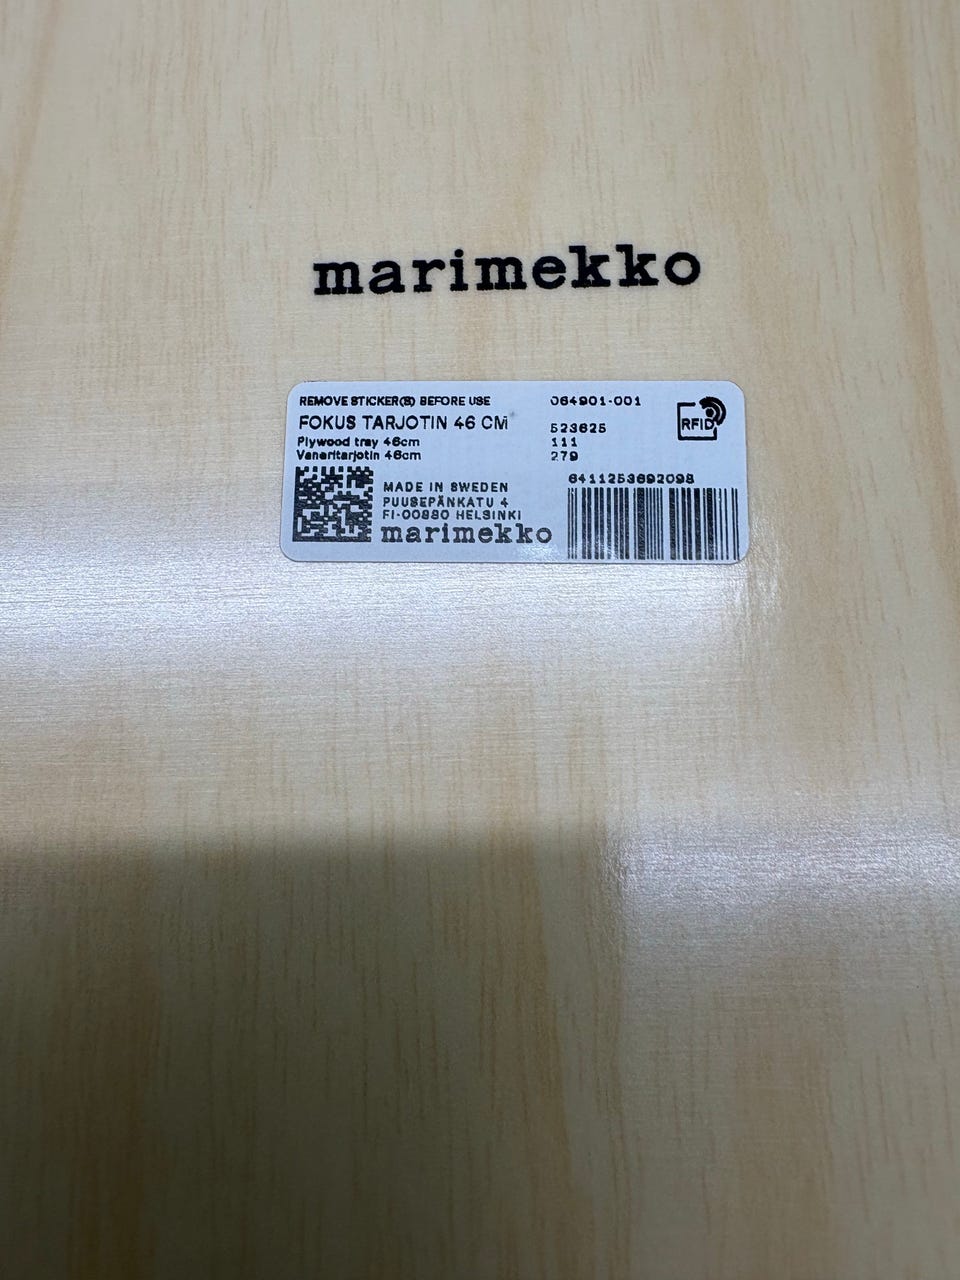 marimekko
REMOVE STICKER(S) BEFORE USE
064901-001
FOKUS TARJOTIN 46 CM
523625
RFID
Plywood tray 46cm
111
Vaneritarjotin 46cm
279
6411253692098
MADE IN SWEDEN
PUUSEPÄNKATU 4
FI-00880 HELSINKI
marimekko